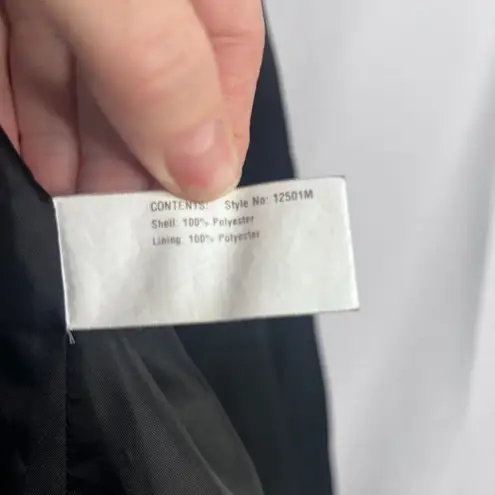 CONTENTS: Style No: 12501M
Shell: 100% Polyester
Lining: 100% Polyester